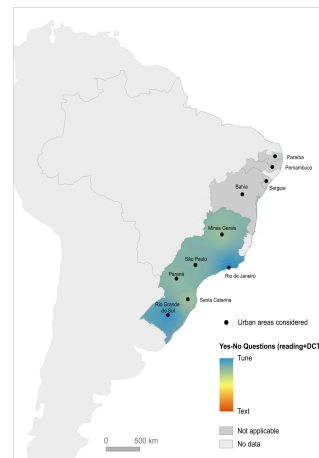 Paraíba
Pernambuco
Sergipe
Bahia
Minas Gerais
São Paulo
Rio de Janeiro
Paraná
Santa Catarina
Rio Grande
do Sul
Urban areas considered
Yes-No Questions (reading+DCT
Tune
Text
Not applicable
No data
0 500 km